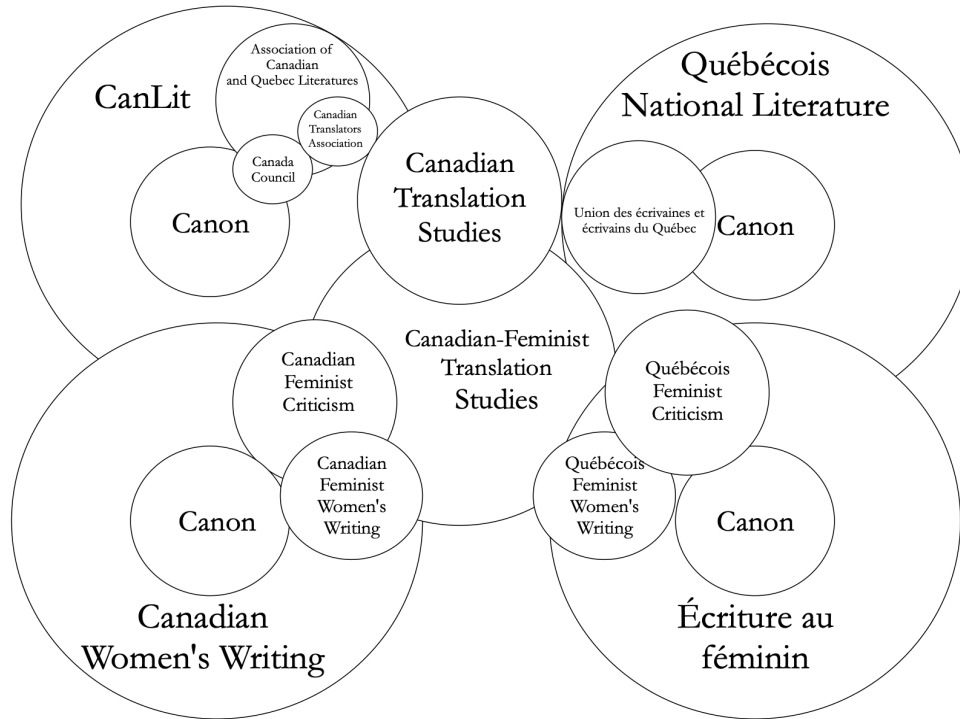 Association of
Canadian
and Quebec Literatures
CanLit
Canadian
Translators
Association
Canada
Council
Canon
Canadian
Translation
Studies
Québécois
National Literature
Union des écrivaines et
écrivains du Québec
Canon
Canadian-Feminist
Translation
Studies
Canadian
Feminist
Criticism
Québécois
Feminist
Criticism
Canadian
Feminist
Women's
Writing
Québécois
Feminist
Women's
Writing
Canon
Canadian
Women's Writing
Canon
Écriture au
féminin